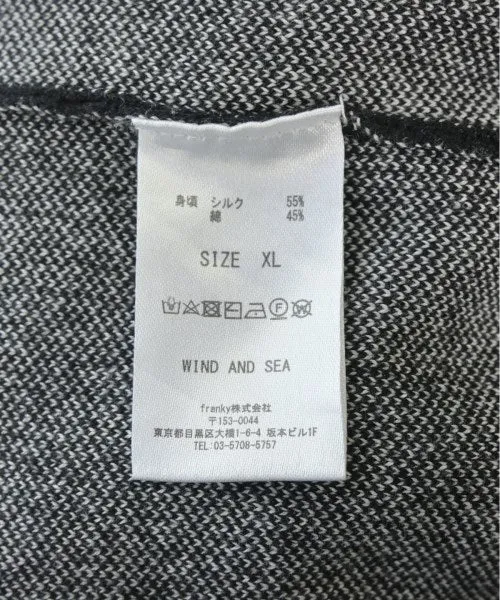 身頃 シルク 55%
綿 45%
SIZE XL
WIND AND SEA
franky株式会社
〒153-0044
東京都目黒区大橋1-6-4 坂本ビル1F
TEL:03-5708-5757